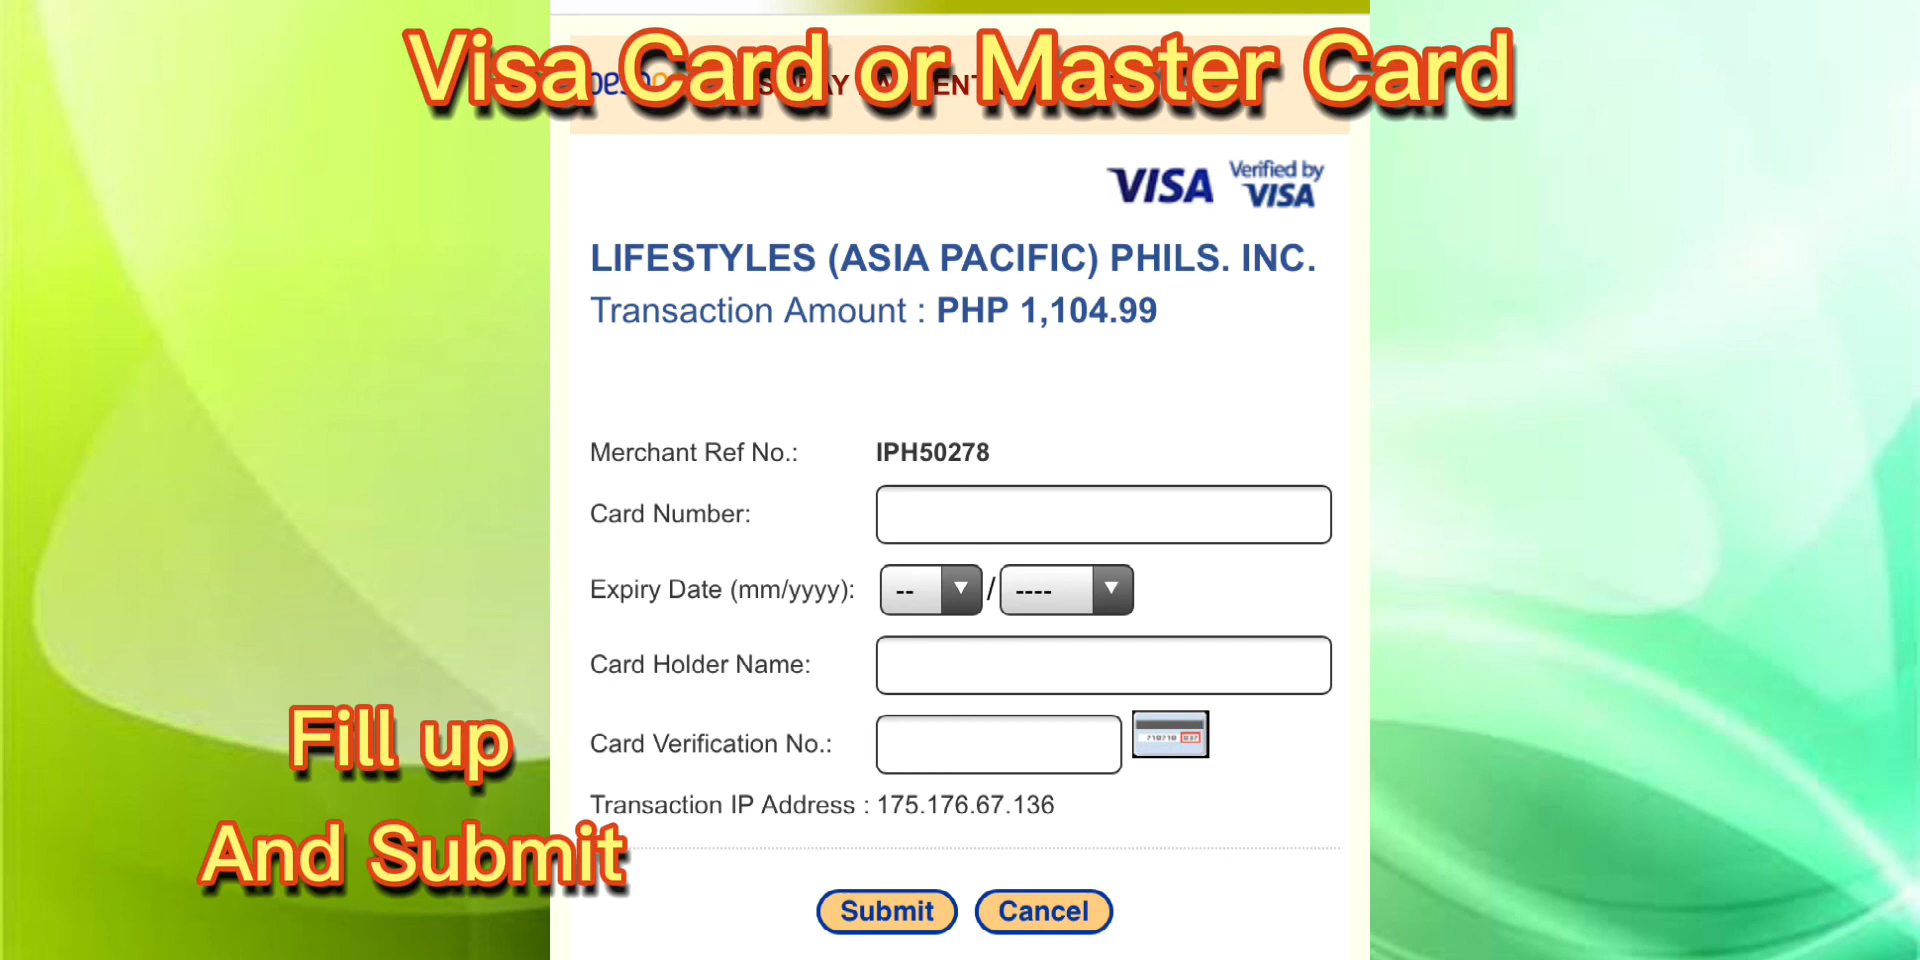 Visa Card or Master Card
VISA
Verified by
VISA
LIFESTYLES (ASIA PACIFIC) PHILS. INC.
Transaction Amount : PHP 1,104.99
Merchant Ref No.: IPH50278
Card Number:
Expiry Date (mm/yyyy): -- / ----
Card Holder Name:
Card Verification No.:
Transaction IP Address : 175.176.67.136
Fill up
And Submit
Submit Cancel